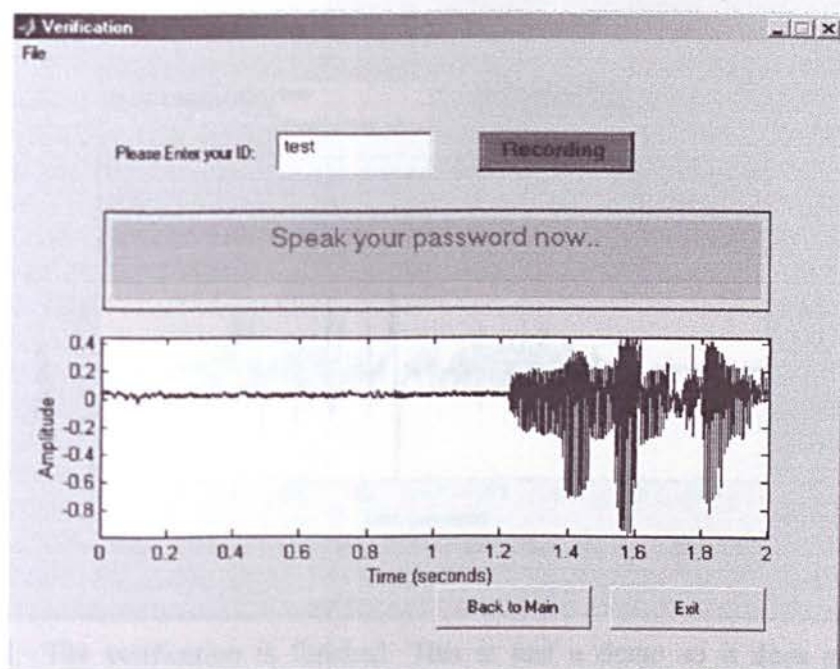 Verification
File
Please Enter your ID: test Recording
Speak your password now..
0.4
0.2
0
-0.2
-0.4
-0.6
-0.8
Amplitude
0 0.2 0.4 0.6 0.8 1 1.2 1.4 1.6 1.8 2
Time (seconds)
Back to Main Exit
The verification is finished. This is